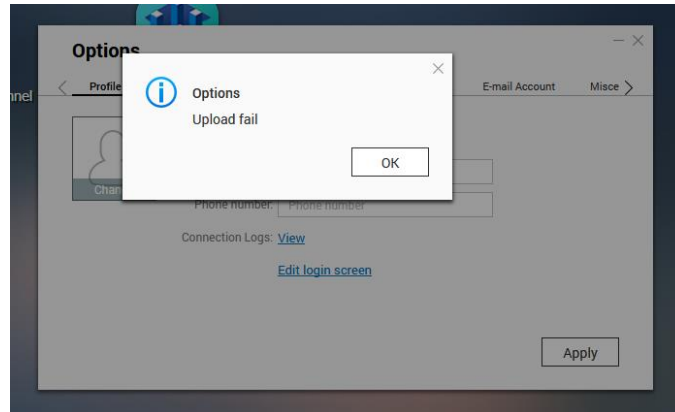 Options
Profile
E-mail Account
Misce
Options
Upload fail
OK
Chan
Phone number:
Phone number
Connection Logs: View
Edit login screen
Apply